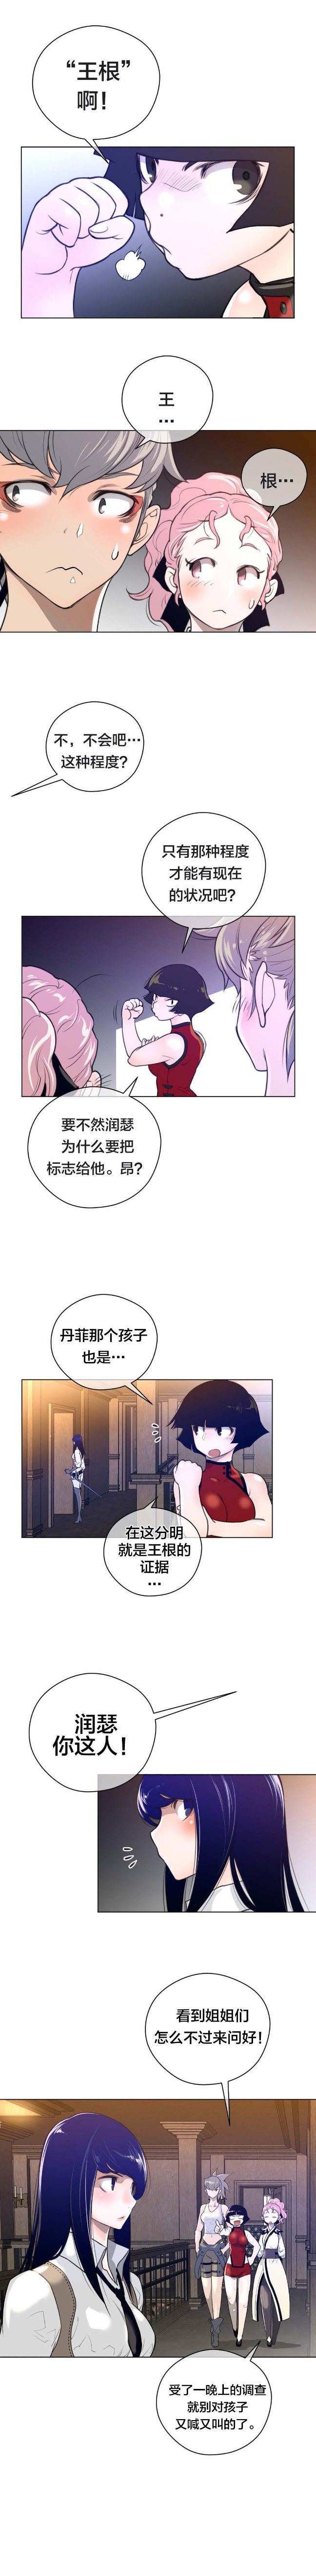 “王根”
啊！
王
…
根…
不，不会吧…
这种程度？
只有那种程度
才能有现在
的状况吧？
要不然润瑟
为什么要把
标志给他。昂？
丹菲那个孩子
也是…
在这分明
就是王根的
证据
…
润瑟
你这人！
看到姐姐们
怎么不过来问好！
受了一晚上的调查
就别对孩子
又喊又叫的了。